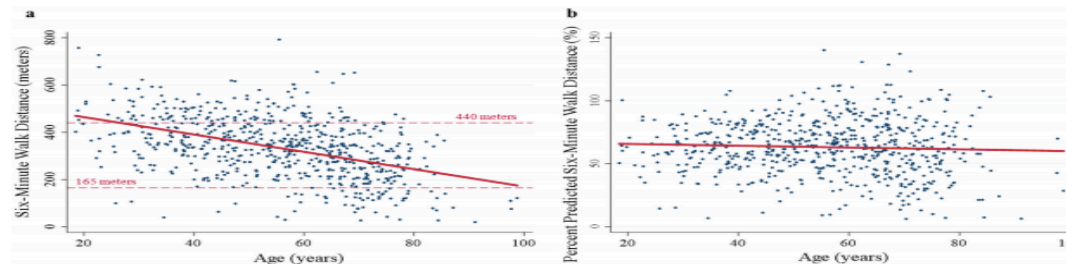 a
Six-Minute Walk Distance (meters)
800
600
400
200
0
440 meters
165 meters
20
40
60
80
100
Age (years)
b
Percent Predicted Six-Minute Walk Distance (%)
150
100
50
0
20
40
60
80
1
Age (years)